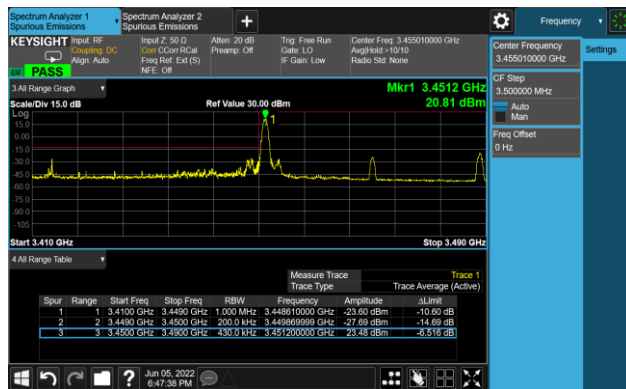 Spectrum Analyzer 1
Spurious Emissions
Spectrum Analyzer 2
Spurious Emissions
Frequency
KEYSIGHT
Input: RF
Coupling: DC
Align: Auto
Input Z: 50 Ω
Corr CCorr RCal
Freq Ref: Ext (S)
NFE: Off
Atten: 20 dB
Preamp: Off
Trig: Free Run
Gate: LO
IF Gain: Low
Center Freq: 3.455010000 GHz
Avg|Hold:>10/10
Radio Std: None
PASS
Center Frequency
3.455010000 GHz
Settings
CF Step
3.500000 MHz
Auto
Man
Freq Offset
0 Hz
3 All Range Graph
Mkr1 3.4512 GHz
Scale/Div 15.0 dB
Ref Value 30.00 dBm
20.81 dBm
Log
15.0
0.00
-15.0
-30.0
-45.0
-60.0
-75.0
-90.0
-105
1
Start 3.410 GHz
Stop 3.490 GHz
4 All Range Table
Measure Trace Trace 1
Trace Type Trace Average (Active)
Spur Range Start Freq Stop Freq RBW Frequency Amplitude ΔLimit
1 1 3.4100 GHz 3.4490 GHz 1.000 MHz 3.448610000 GHz -23.60 dBm -10.60 dB
2 2 3.4490 GHz 3.4500 GHz 200.0 kHz 3.449869999 GHz -27.69 dBm -14.69 dB
3 3 3.4500 GHz 3.4900 GHz 430.0 kHz 3.451200000 GHz 23.48 dBm -6.516 dB
Jun 05, 2022
6:47:38 PM